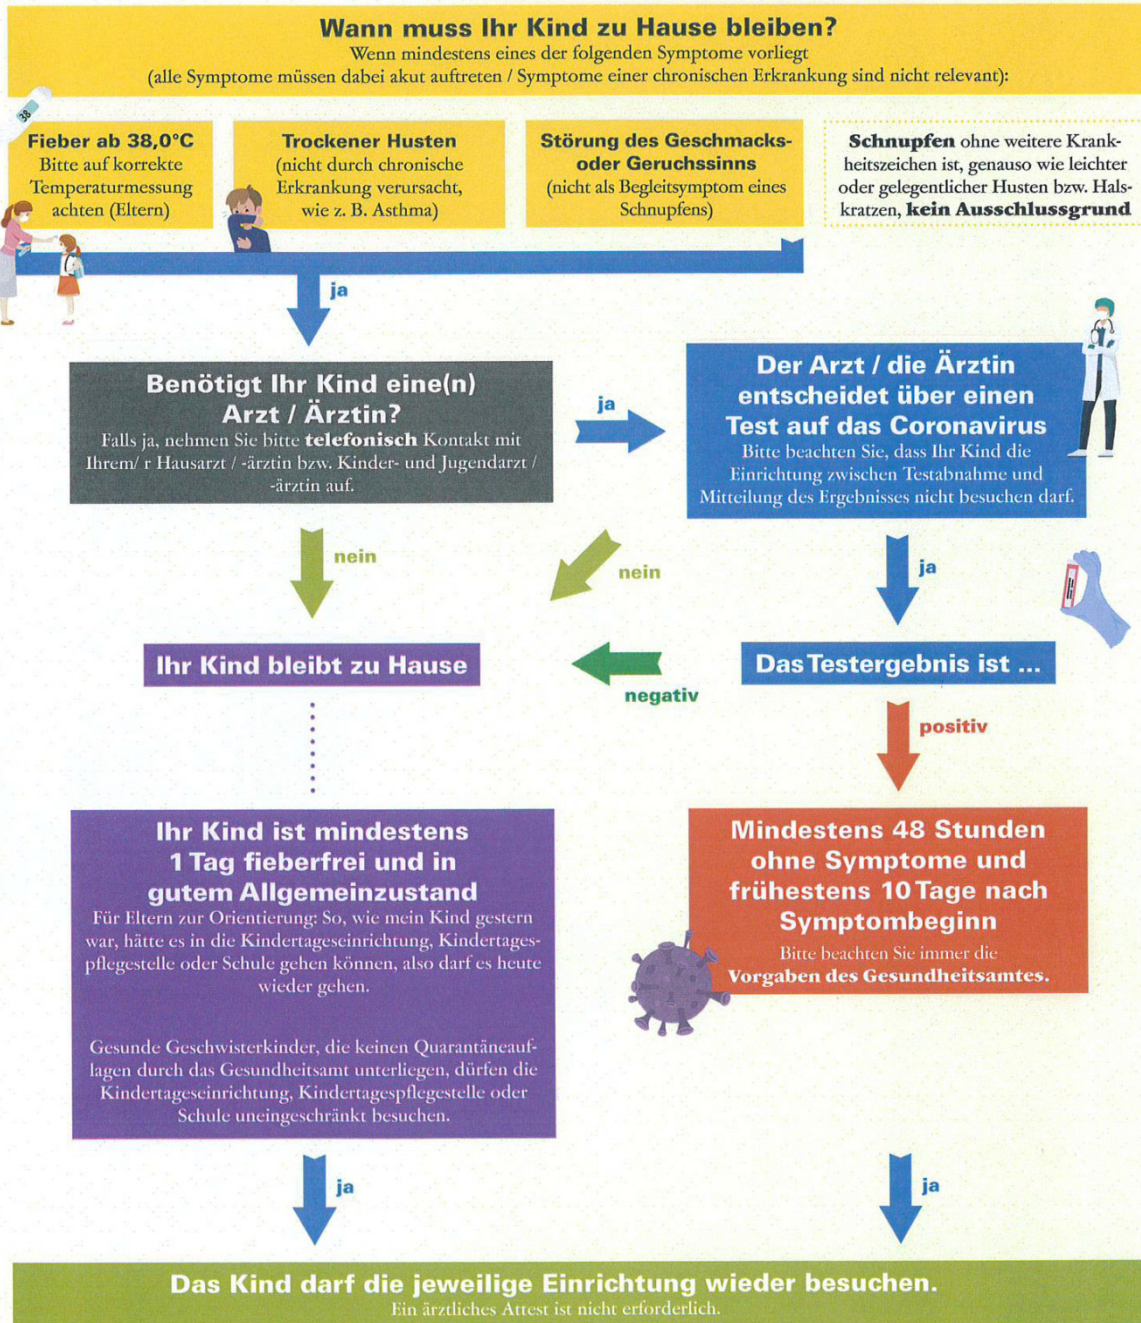 Wann muss Ihr Kind zu Hause bleiben?
Wenn mindestens eines der folgenden Symptome vorliegt
(alle Symptome müssen dabei akut auftreten / Symptome einer chronischen Erkrankung sind nicht relevant):
38
Fieber ab 38,0°C
Bitte auf korrekte
Temperaturmessung
achten (Eltern)
Trockener Husten
(nicht durch chronische
Erkrankung verursacht,
wie z. B. Asthma)
Störung des Geschmacks-
oder Geruchssinns
(nicht als Begleitsymptom eines
Schnupfens)
Schnupfen ohne weitere Krank-
heitszeichen ist, genauso wie leichter
oder gelegentlicher Husten bzw. Hals-
kratzen, kein Ausschlussgrund
ja
Benötigt Ihr Kind eine(n)
Arzt / Ärztin?
Falls ja, nehmen Sie bitte telefonisch Kontakt mit
Ihrem/ r Hausarzt / -ärztin bzw. Kinder- und Jugendarzt /
-ärztin auf.
ja
Der Arzt / die Ärztin
entscheidet über einen
Test auf das Coronavirus
Bitte beachten Sie, dass Ihr Kind die
Einrichtung zwischen Testabnahme und
Mitteilung des Ergebnisses nicht besuchen darf.
nein
nein
ja
Ihr Kind bleibt zu Hause
negativ
Das Testergebnis ist ...
positiv
Ihr Kind ist mindestens
1 Tag fieberfrei und in
gutem Allgemeinzustand
Für Eltern zur Orientierung: So, wie mein Kind gestern
war, hätte es in die Kindertageseinrichtung, Kindertages-
pflegestelle oder Schule gehen können, also darf es heute
wieder gehen.
Gesunde Geschwisterkinder, die keinen Quarantäneauf-
lagen durch das Gesundheitsamt unterliegen, dürfen die
Kindertageseinrichtung, Kindertagespflegestelle oder
Schule uneingeschränkt besuchen.
Mindestens 48 Stunden
ohne Symptome und
frühestens 10 Tage nach
Symptombeginn
Bitte beachten Sie immer die
Vorgaben des Gesundheitsamtes.
ja
ja
Das Kind darf die jeweilige Einrichtung wieder besuchen.
Ein ärztliches Attest ist nicht erforderlich.